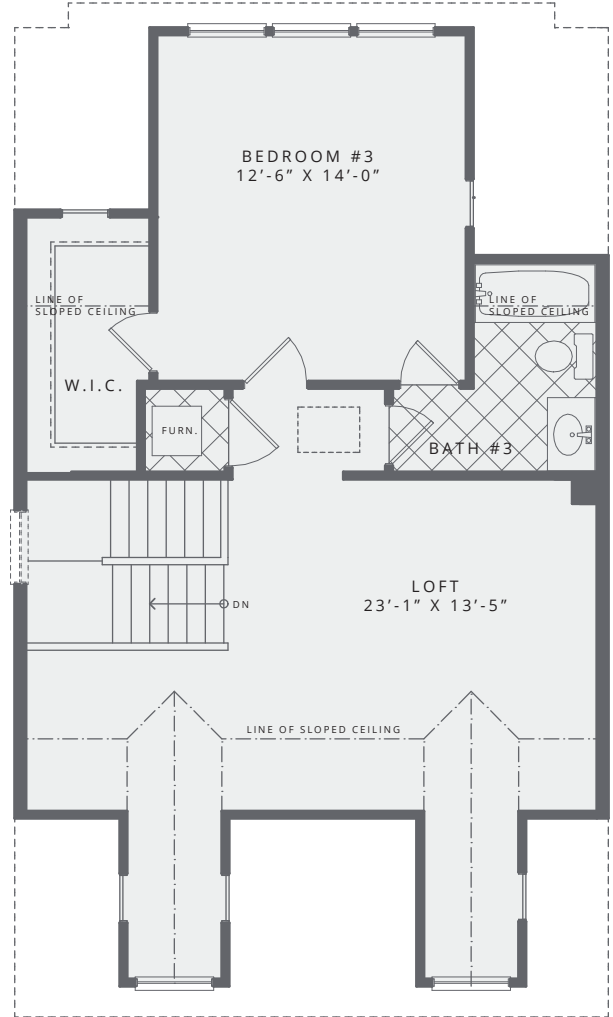 BEDROOM #3
12’-6” X 14’-0”
LINE OF
SLOPED CEILING
LINE OF
SLOPED CEILING
W.I.C.
FURN.
BATH #3
LOFT
23’-1” X 13’-5”
DN
LINE OF SLOPED CEILING